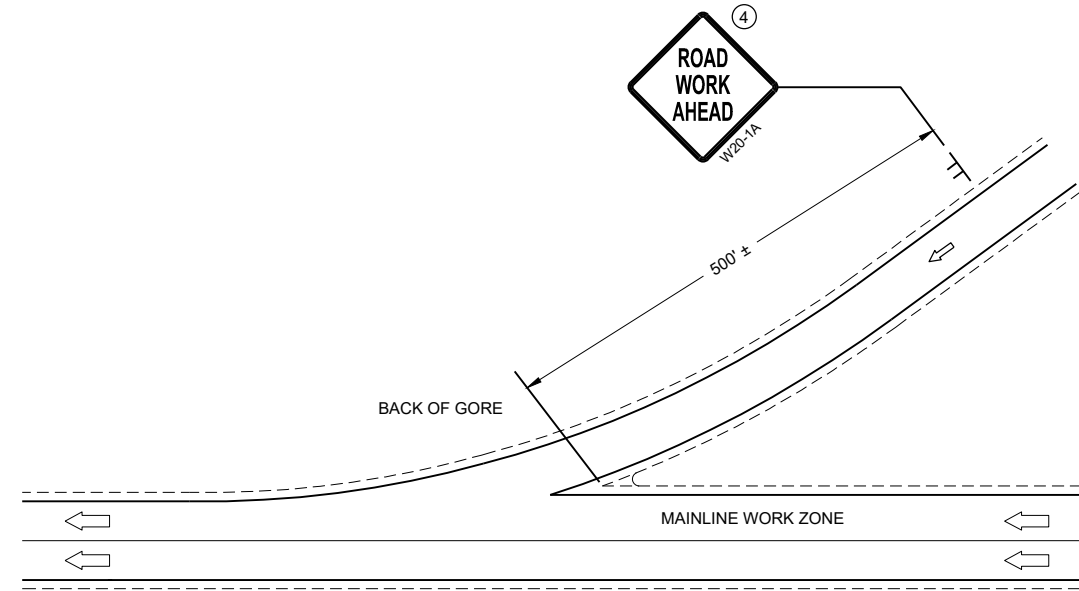 4
ROAD
WORK
AHEAD
W20-1A
500' ±
BACK OF GORE
MAINLINE WORK ZONE